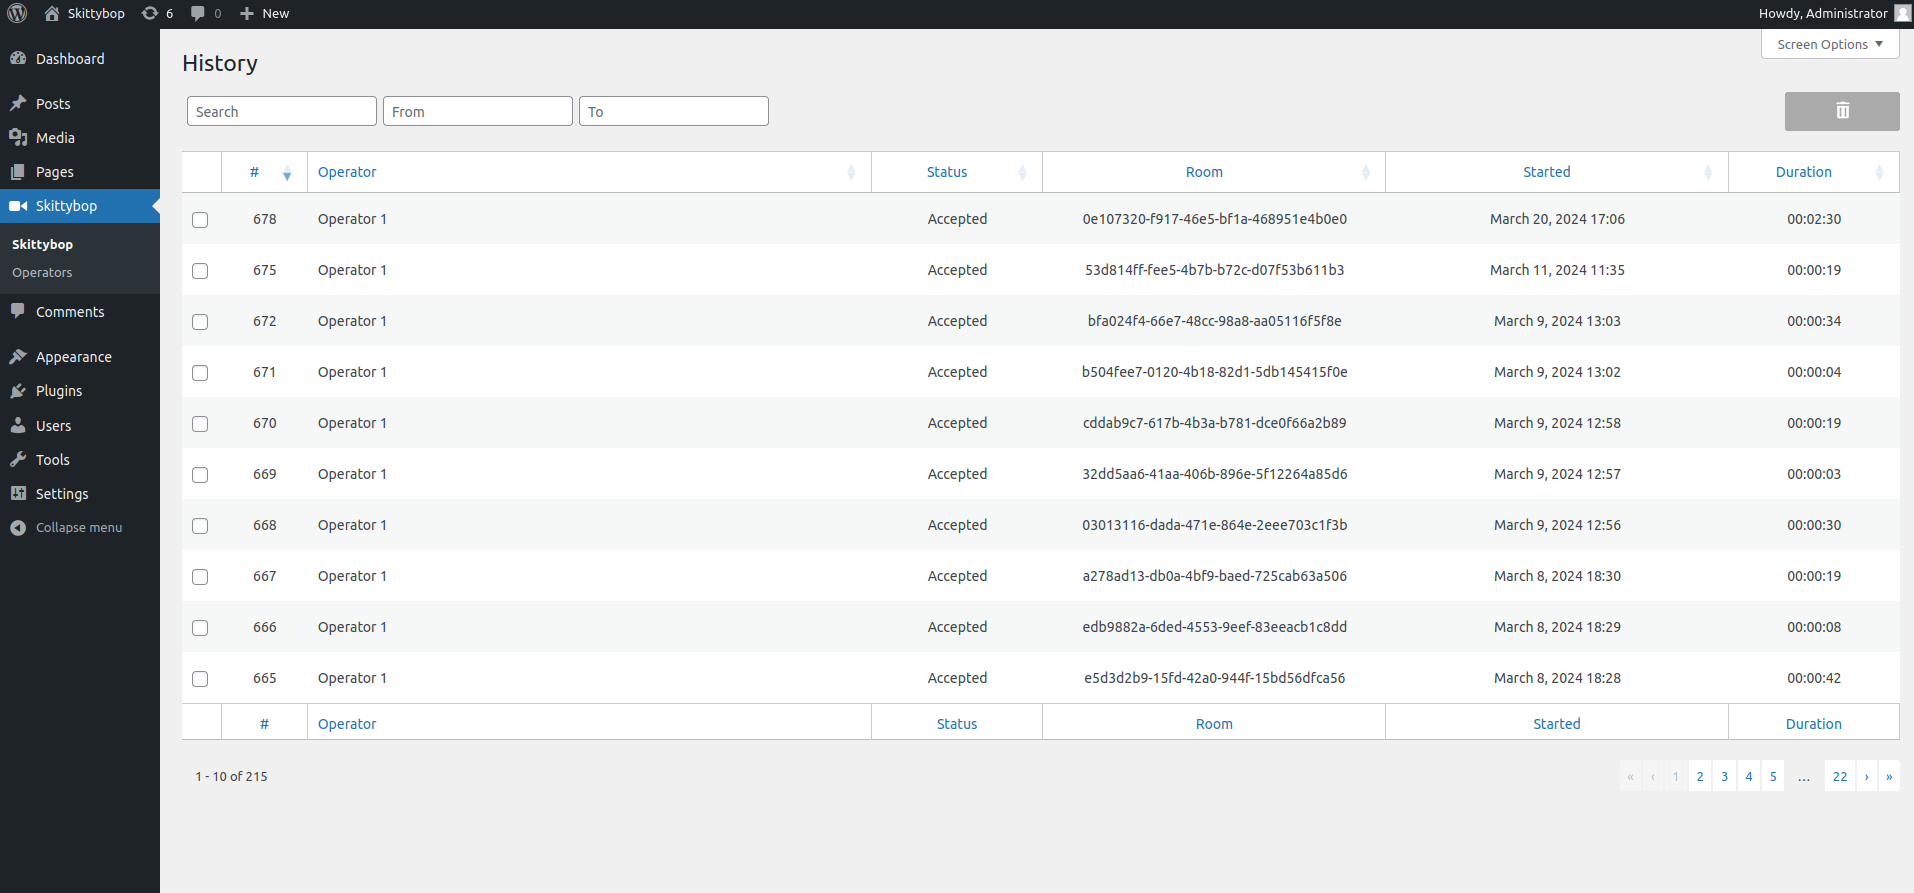 Skittybop 6 0 New Howdy, Administrator
Screen Options
Dashboard
Posts
Media
Pages
Skittybop
Skittybop
Operators
Comments
Appearance
Plugins
Users
Tools
Settings
Collapse menu
History
Search From To
# Operator Status Room Started Duration
678 Operator 1 Accepted 0e107320-f917-46e5-bf1a-468951e4b0e0 March 20, 2024 17:06 00:02:30
675 Operator 1 Accepted 53d814ff-fee5-4b7b-b72c-d07f53b611b3 March 11, 2024 11:35 00:00:19
672 Operator 1 Accepted bfa024f4-66e7-48cc-98a8-aa05116f5f8e March 9, 2024 13:03 00:00:34
671 Operator 1 Accepted b504fee7-0120-4b18-82d1-5db145415f0e March 9, 2024 13:02 00:00:04
670 Operator 1 Accepted cddab9c7-617b-4b3a-b781-dce0f66a2b89 March 9, 2024 12:58 00:00:19
669 Operator 1 Accepted 32dd5aa6-41aa-406b-896e-5f12264a85d6 March 9, 2024 12:57 00:00:03
668 Operator 1 Accepted 03013116-dada-471e-864e-2eee703c1f3b March 9, 2024 12:56 00:00:30
667 Operator 1 Accepted a278ad13-db0a-4bf9-baed-725cab63a506 March 8, 2024 18:30 00:00:19
666 Operator 1 Accepted edb9882a-6ded-4553-9eef-83eeacb1c8dd March 8, 2024 18:29 00:00:08
665 Operator 1 Accepted e5d3d2b9-15fd-42a0-944f-15bd56dfca56 March 8, 2024 18:28 00:00:42
# Operator Status Room Started Duration
1 - 10 of 215 « ‹ 1 2 3 4 5 … 22 › »